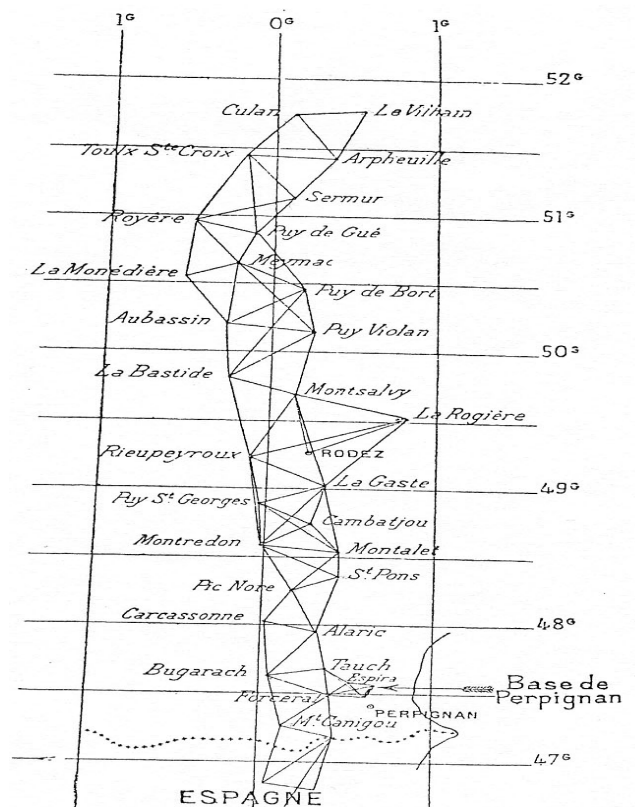 1ᴳ 0ᴳ 1ᴳ
52ᴳ
Culan Le Vilhain
Toulx Sᵗᵉ Croix Arpheuille
Sermur
Royère 51ᴳ
Puy de Gué
Meymac
La Monédière
Puy de Bort
Aubassin
Puy Violan
50ᴳ
La Bastide
Montsalvy
La Rogière
Rieupeyroux RODEZ
La Gaste
49ᴳ
Puy Sᵗ Georges
Cambatjou
Montredon Montalet
Sᵗ Pons
Pic Nore
Carcassonne 48ᴳ
Alaric
Bugarach Tauch
Espira
Forceral
Base de
Perpignan
PERPIGNAN
Mᵗ Canigou
47ᴳ
ESPAGNE